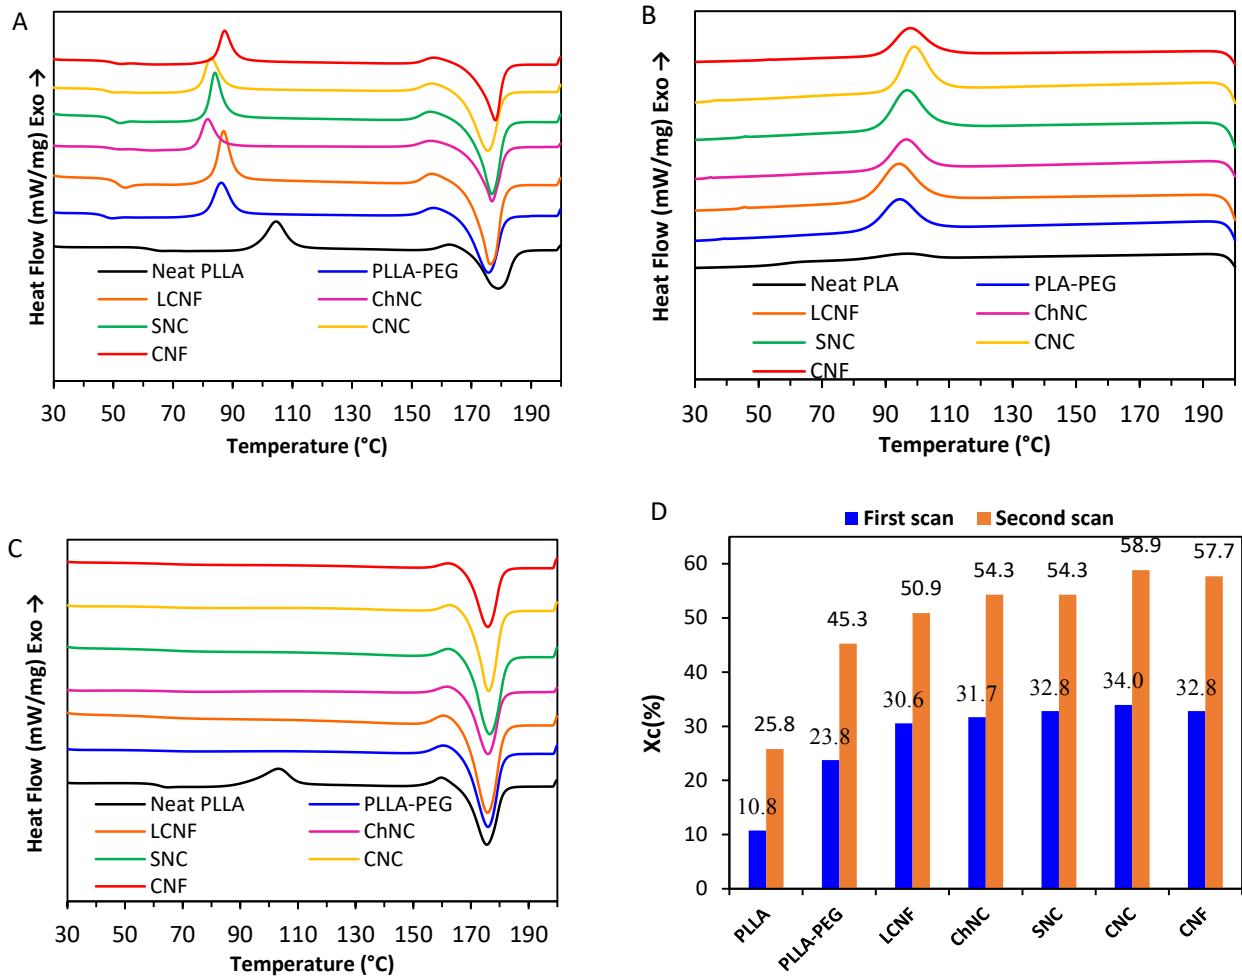 A
Heat Flow (mW/mg) Exo →
Neat PLLA
PLLA-PEG
LCNF
ChNC
SNC
CNC
CNF
30 50 70 90 110 130 150 170 190
Temperature (°C)
B
Heat Flow (mW/mg) Exo →
Neat PLA
PLA-PEG
LCNF
ChNC
SNC
CNC
CNF
30 50 70 90 110 130 150 170 190
Temperature (°C)
C
Heat Flow (mW/mg) Exo →
Neat PLLA
PLLA-PEG
LCNF
ChNC
SNC
CNC
CNF
30 50 70 90 110 130 150 170 190
Temperature (°C)
D
First scan Second scan
Xc(%)
60
50
40
30
20
10
0
10.8 25.8
23.8 45.3
30.6 50.9
31.7 54.3
32.8 54.3
34.0 58.9
32.8 57.7
PLLA PLLA-PEG LCNF ChNC SNC CNC CNF